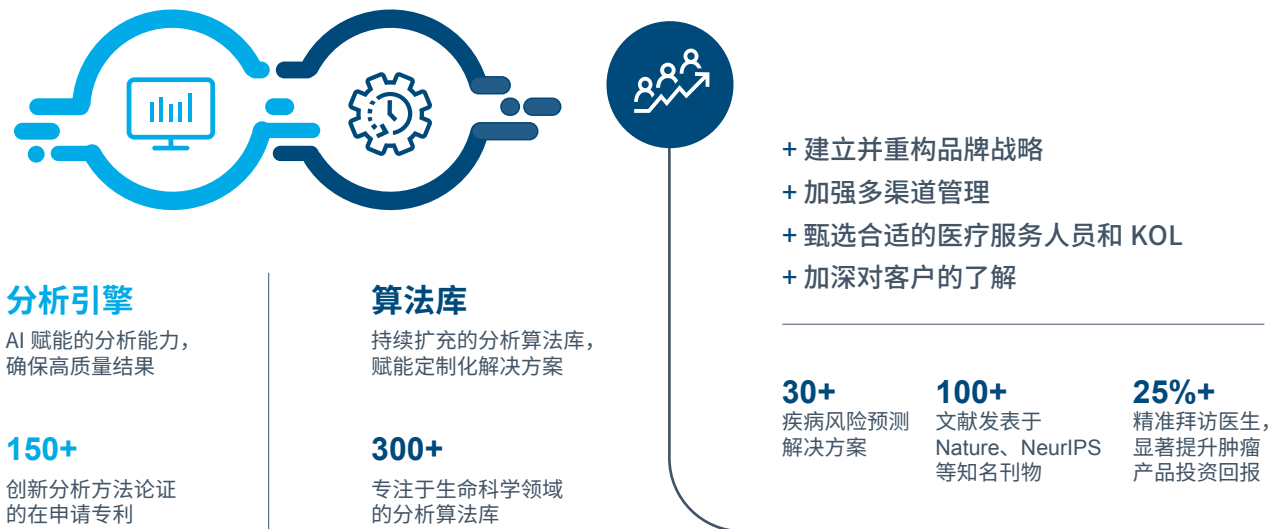 分析引擎
AI 赋能的分析能力，
确保高质量结果
150+
创新分析方法论证
的在申请专利
算法库
持续扩充的分析算法库，
赋能定制化解决方案
300+
专注于生命科学领域
的分析算法库
+ 建立并重构品牌战略
+ 加强多渠道管理
+ 甄选合适的医疗服务人员和 KOL
+ 加深对客户的了解
30+
疾病风险预测
解决方案
100+
文献发表于
Nature、NeurIPS
等知名刊物
25%+
精准拜访医生，
显著提升肿瘤
产品投资回报